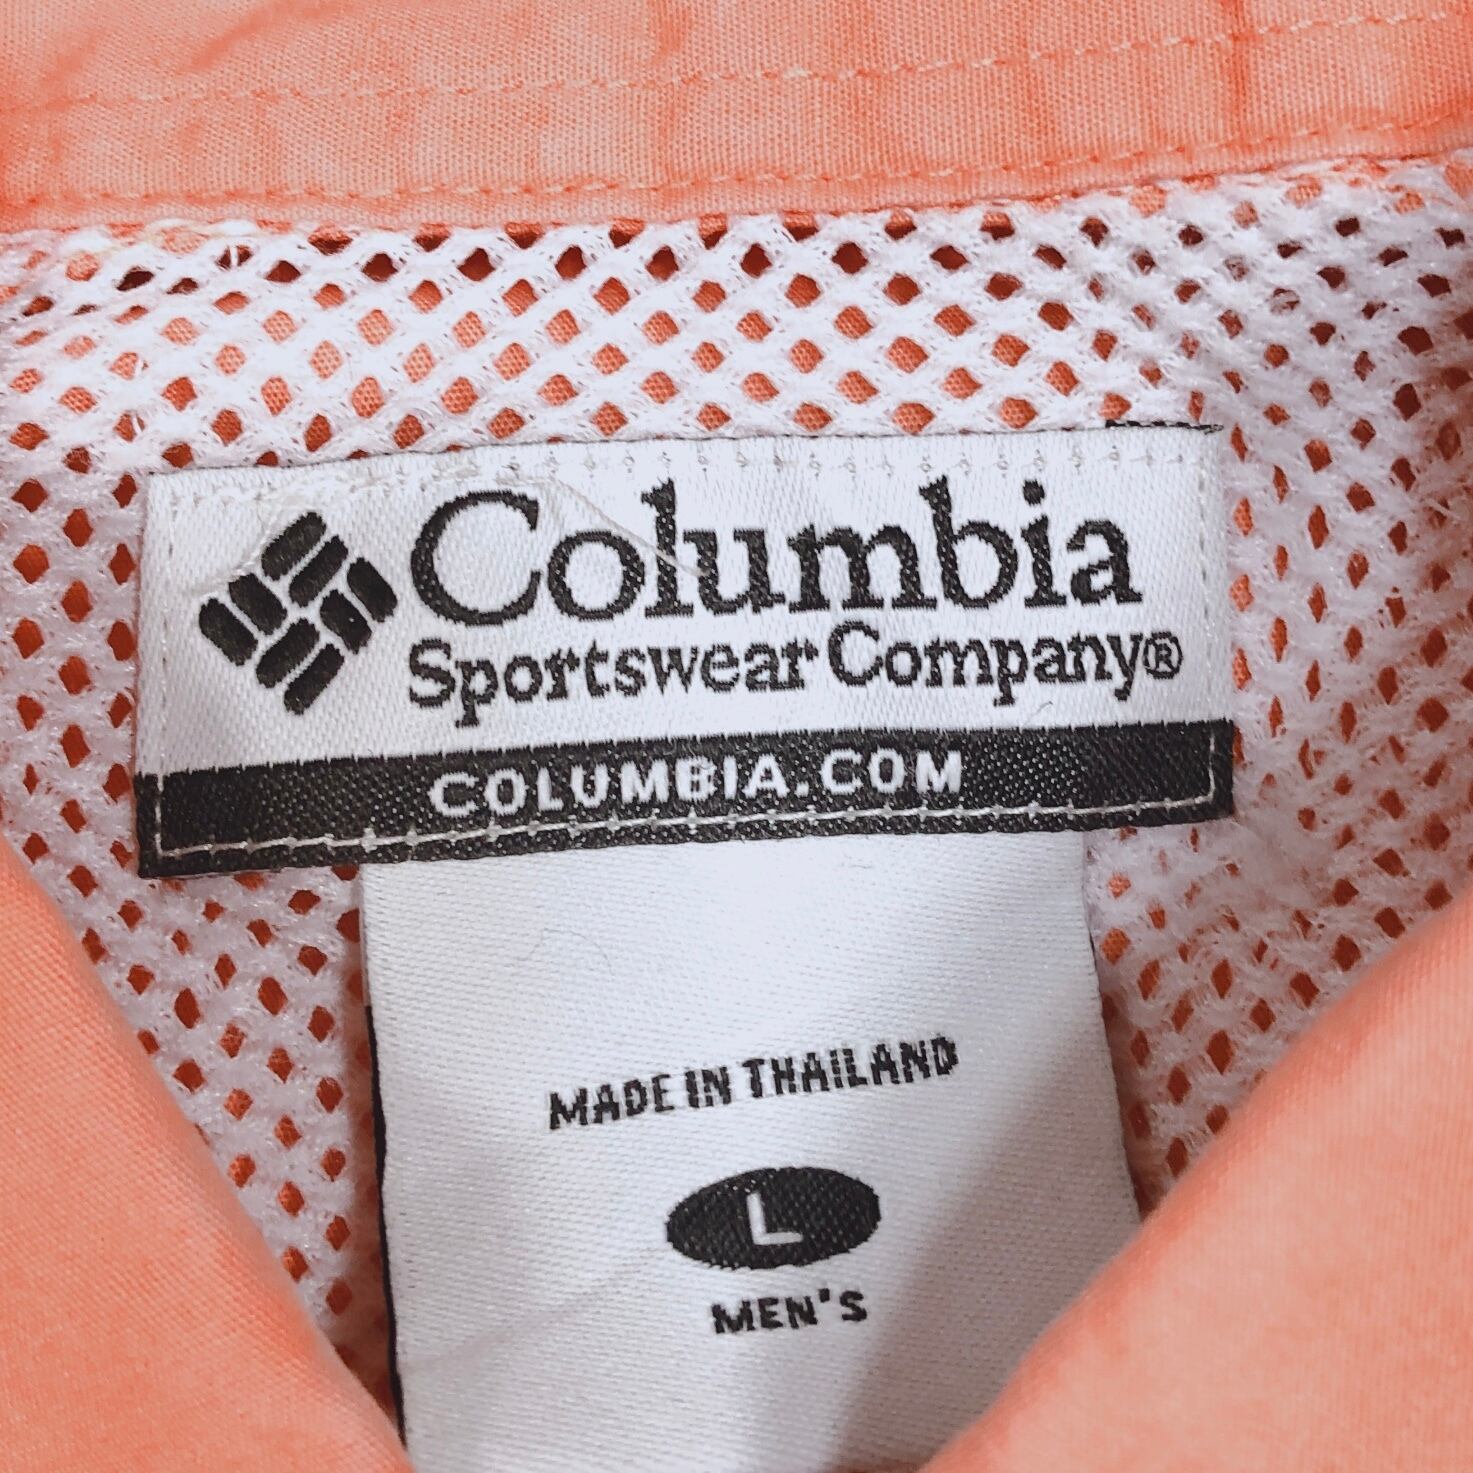 Columbia
Sportswear Company®
COLUMBIA.COM
MADE IN THAILAND
L
MEN'S